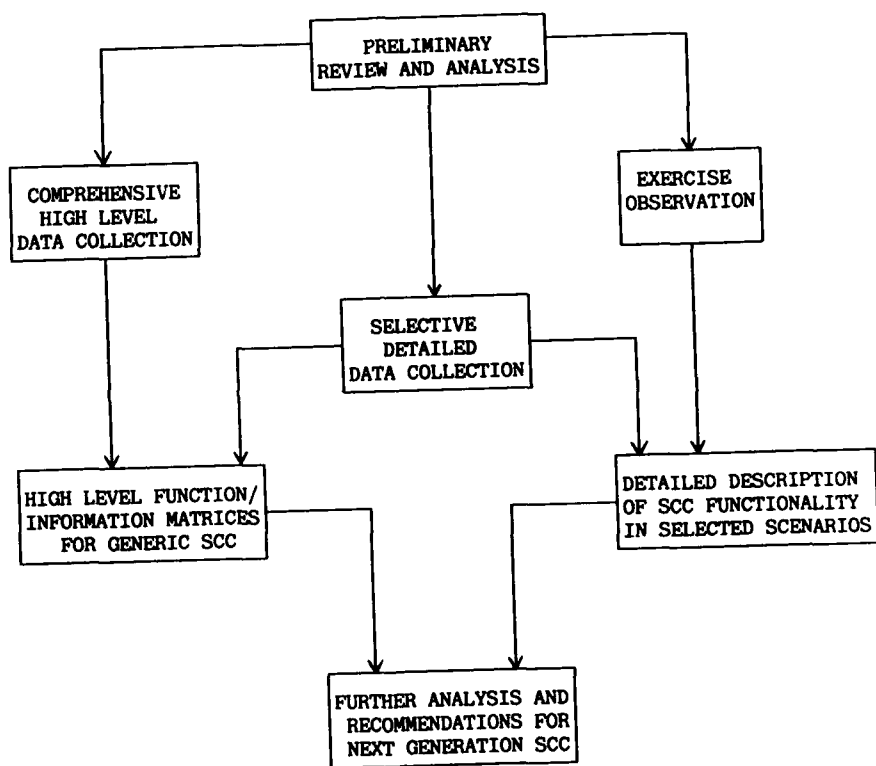 PRELIMINARY
REVIEW AND ANALYSIS
COMPREHENSIVE
HIGH LEVEL
DATA COLLECTION
EXERCISE
OBSERVATION
SELECTIVE
DETAILED
DATA COLLECTION
HIGH LEVEL FUNCTION/
INFORMATION MATRICES
FOR GENERIC SCC
DETAILED DESCRIPTION
OF SCC FUNCTIONALITY
IN SELECTED SCENARIOS
FURTHER ANALYSIS AND
RECOMMENDATIONS FOR
NEXT GENERATION SCC